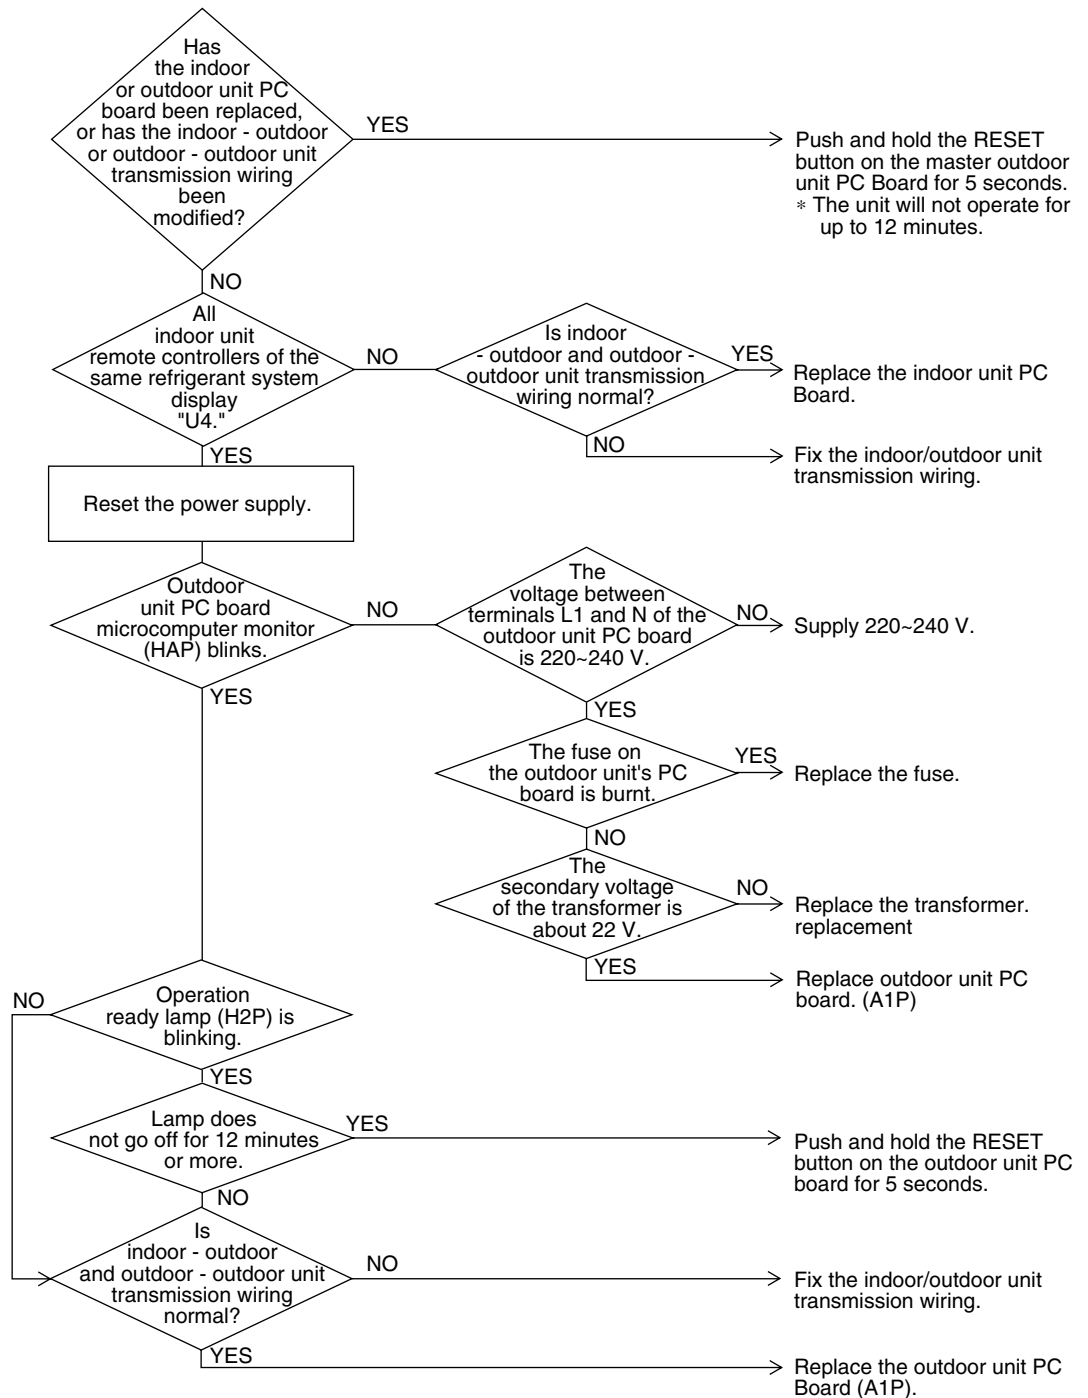 Has
the indoor
or outdoor unit PC
board been replaced,
or has the indoor - outdoor
or outdoor - outdoor unit
transmission wiring
been
modified?
YES
Push and hold the RESET
button on the master outdoor
unit PC Board for 5 seconds.
* The unit will not operate for
up to 12 minutes.
NO
All
indoor unit
remote controllers of the
same refrigerant system
display
"U4."
NO
Is indoor
- outdoor and outdoor -
outdoor unit transmission
wiring normal?
YES
Replace the indoor unit PC
Board.
NO
Fix the indoor/outdoor unit
transmission wiring.
YES
Reset the power supply.
Outdoor
unit PC board
microcomputer monitor
(HAP) blinks.
NO
The
voltage between
terminals L1 and N of the
outdoor unit PC board
is 220~240 V.
NO
Supply 220~240 V.
YES
YES
The fuse on
the outdoor unit's PC
board is burnt.
YES
Replace the fuse.
NO
The
secondary voltage
of the transformer is
about 22 V.
NO
Replace the transformer.
replacement
YES
Replace outdoor unit PC
board. (A1P)
NO
Operation
ready lamp (H2P) is
blinking.
YES
Lamp does
not go off for 12 minutes
or more.
YES
Push and hold the RESET
button on the outdoor unit PC
board for 5 seconds.
NO
Is
indoor - outdoor
and outdoor - outdoor unit
transmission wiring
normal?
NO
Fix the indoor/outdoor unit
transmission wiring.
YES
Replace the outdoor unit PC
Board (A1P).